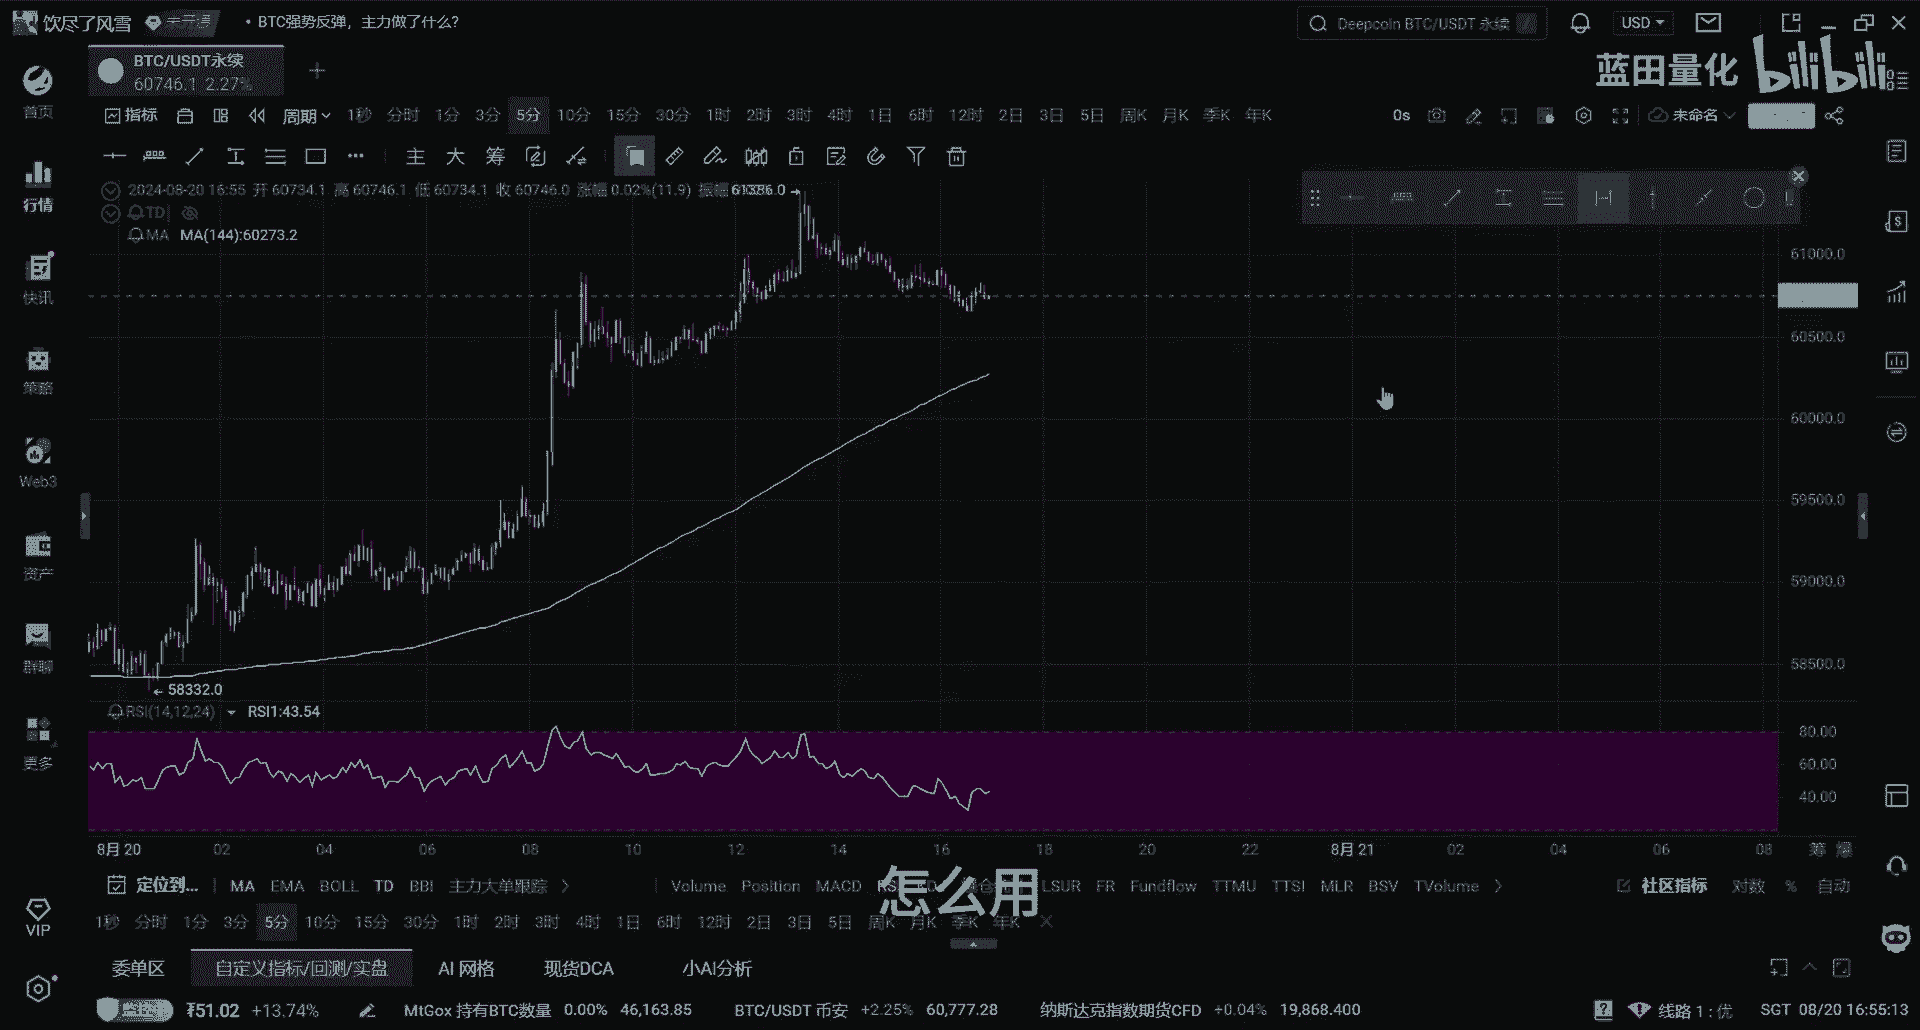 饮尽了风雪 未开通 • BTC强势反弹，主力做了什么? Deepcoin BTC/USDT 永续 USD
蓝田量化 bilibili
BTC/USDT永续
60746.1 2.27%
首页
指标 周期 1秒 分时 1分 3分 5分 10分 15分 30分 1时 2时 3时 4时 1日 6时 12时 2日 3日 5日 周K 月K 季K 年K 0s 未命名
主 大 筹
2024-08-20 16:55 开 60734.1 高 60746.1 低 60734.1 收 60746.0 涨幅 0.02%(11.9) 振幅
61386.0
TD
MA MA(144):60273.2
行情
快讯
策略
Web3
资产
群聊
更多
VIP
61000.0
60500.0
60000.0
59500.0
59000.0
58500.0
58332.0
RSI(14,12,24) RSI1:43.54
80.00
60.00
40.00
8月 20 02 04 06 08 10 12 14 16 18 20 22 8月 21 02 04 06 08 筹 爆
定位到... MA EMA BOLL TD BBI 主力大单跟踪 Volume Position MACD LSUR FR Fundflow TTMU TTSI MLR BSV TVolume 社区指标 对数 % 自动
怎么用
1秒 分时 1分 3分 5分 10分 15分 30分 1时 2时 3时 4时 1日 6时 12时 2日 3日 5日 周K 月K 季K 年K
委单区 自定义指标/回测/实盘 AI 网格 现货DCA 小AI分析
₮51.02 +13.74% MtGox 持有BTC数量 0.00% 46,163.85 BTC/USDT 币安 +2.25% 60,777.28 纳斯达克指数期货CFD +0.04% 19,868.400 线路 1 : 优 SGT 08/20 16:55:13